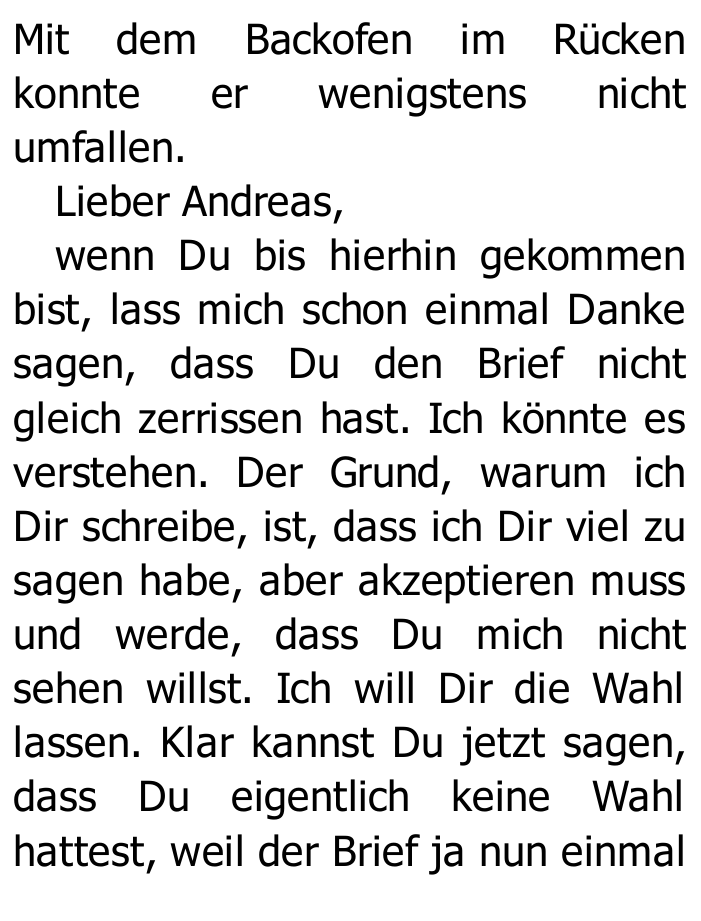 Mit dem Backofen im Rücken
konnte er wenigstens nicht
umfallen.
Lieber Andreas,
wenn Du bis hierhin gekommen
bist, lass mich schon einmal Danke
sagen, dass Du den Brief nicht
gleich zerrissen hast. Ich könnte es
verstehen. Der Grund, warum ich
Dir schreibe, ist, dass ich Dir viel zu
sagen habe, aber akzeptieren muss
und werde, dass Du mich nicht
sehen willst. Ich will Dir die Wahl
lassen. Klar kannst Du jetzt sagen,
dass Du eigentlich keine Wahl
hattest, weil der Brief ja nun einmal